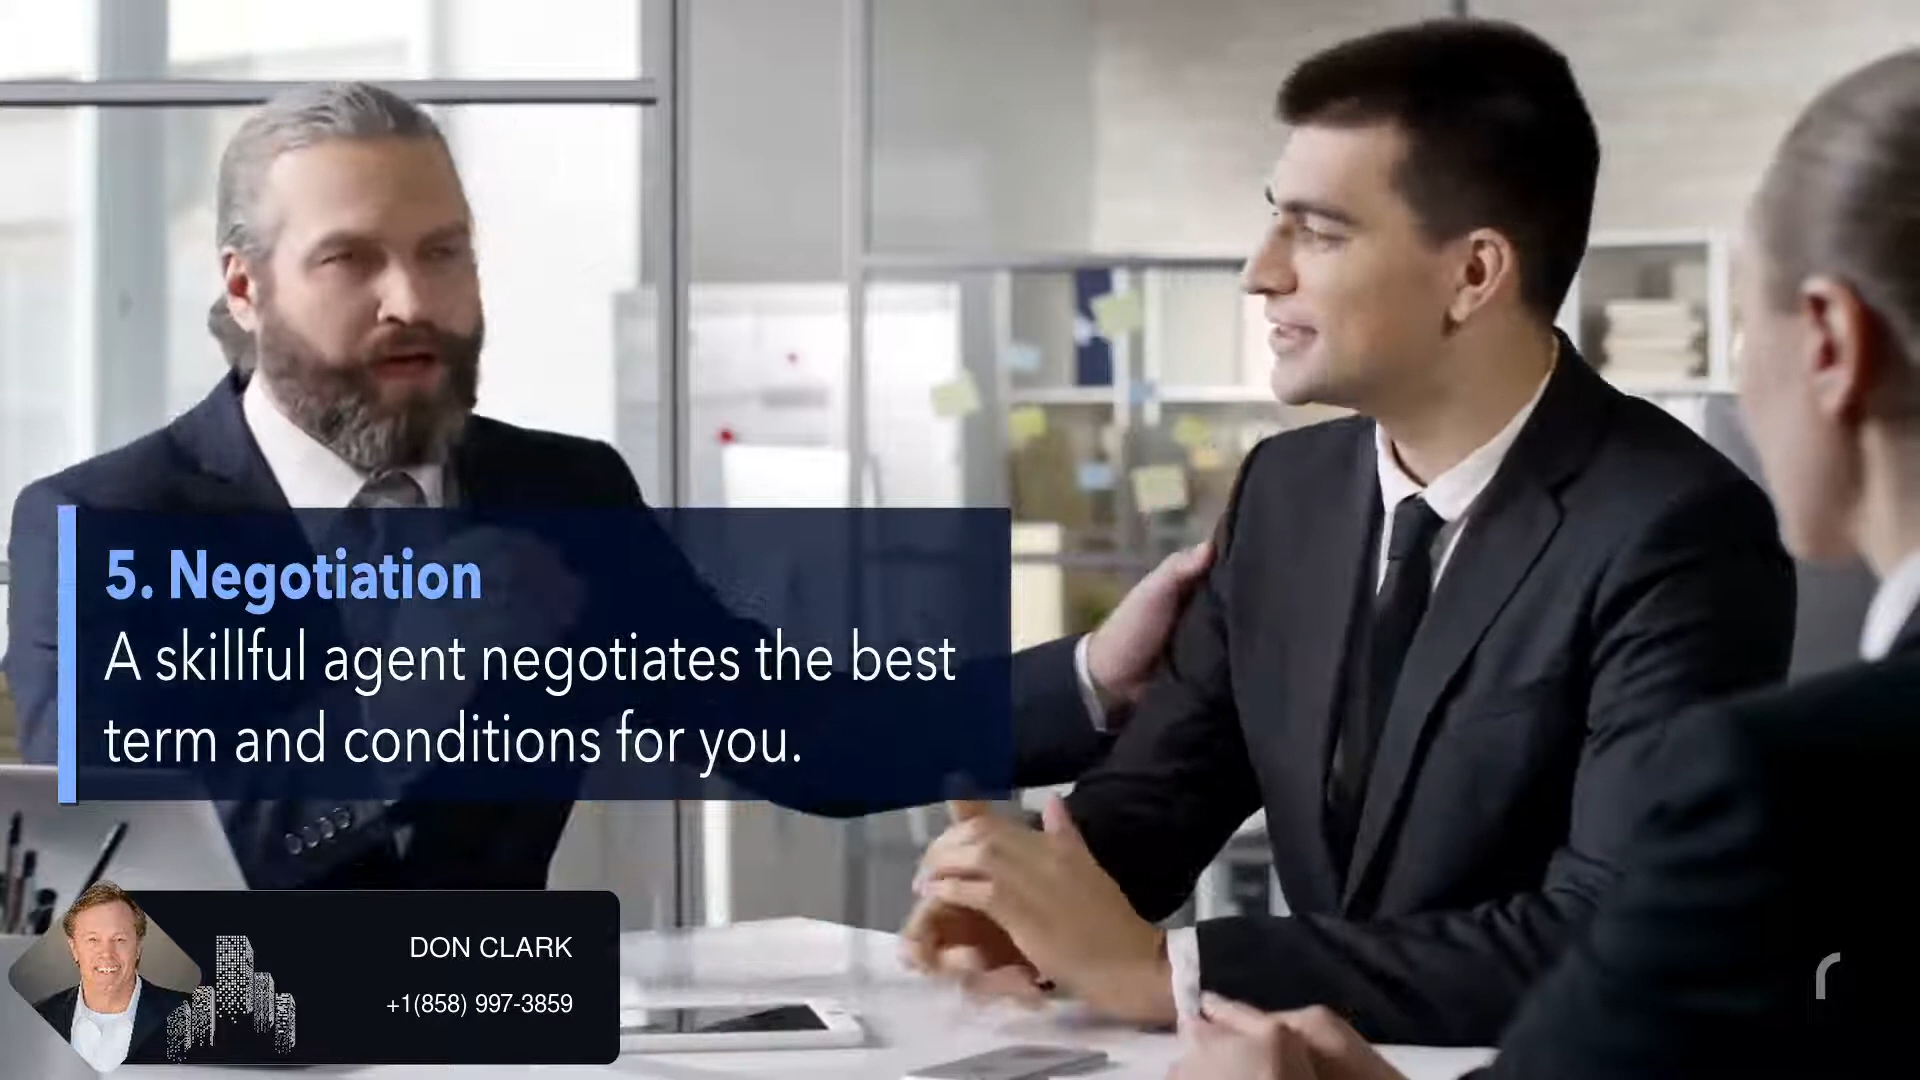 5. Negotiation
A skillful agent negotiates the best
term and conditions for you.
DON CLARK
+1(858) 997-3859